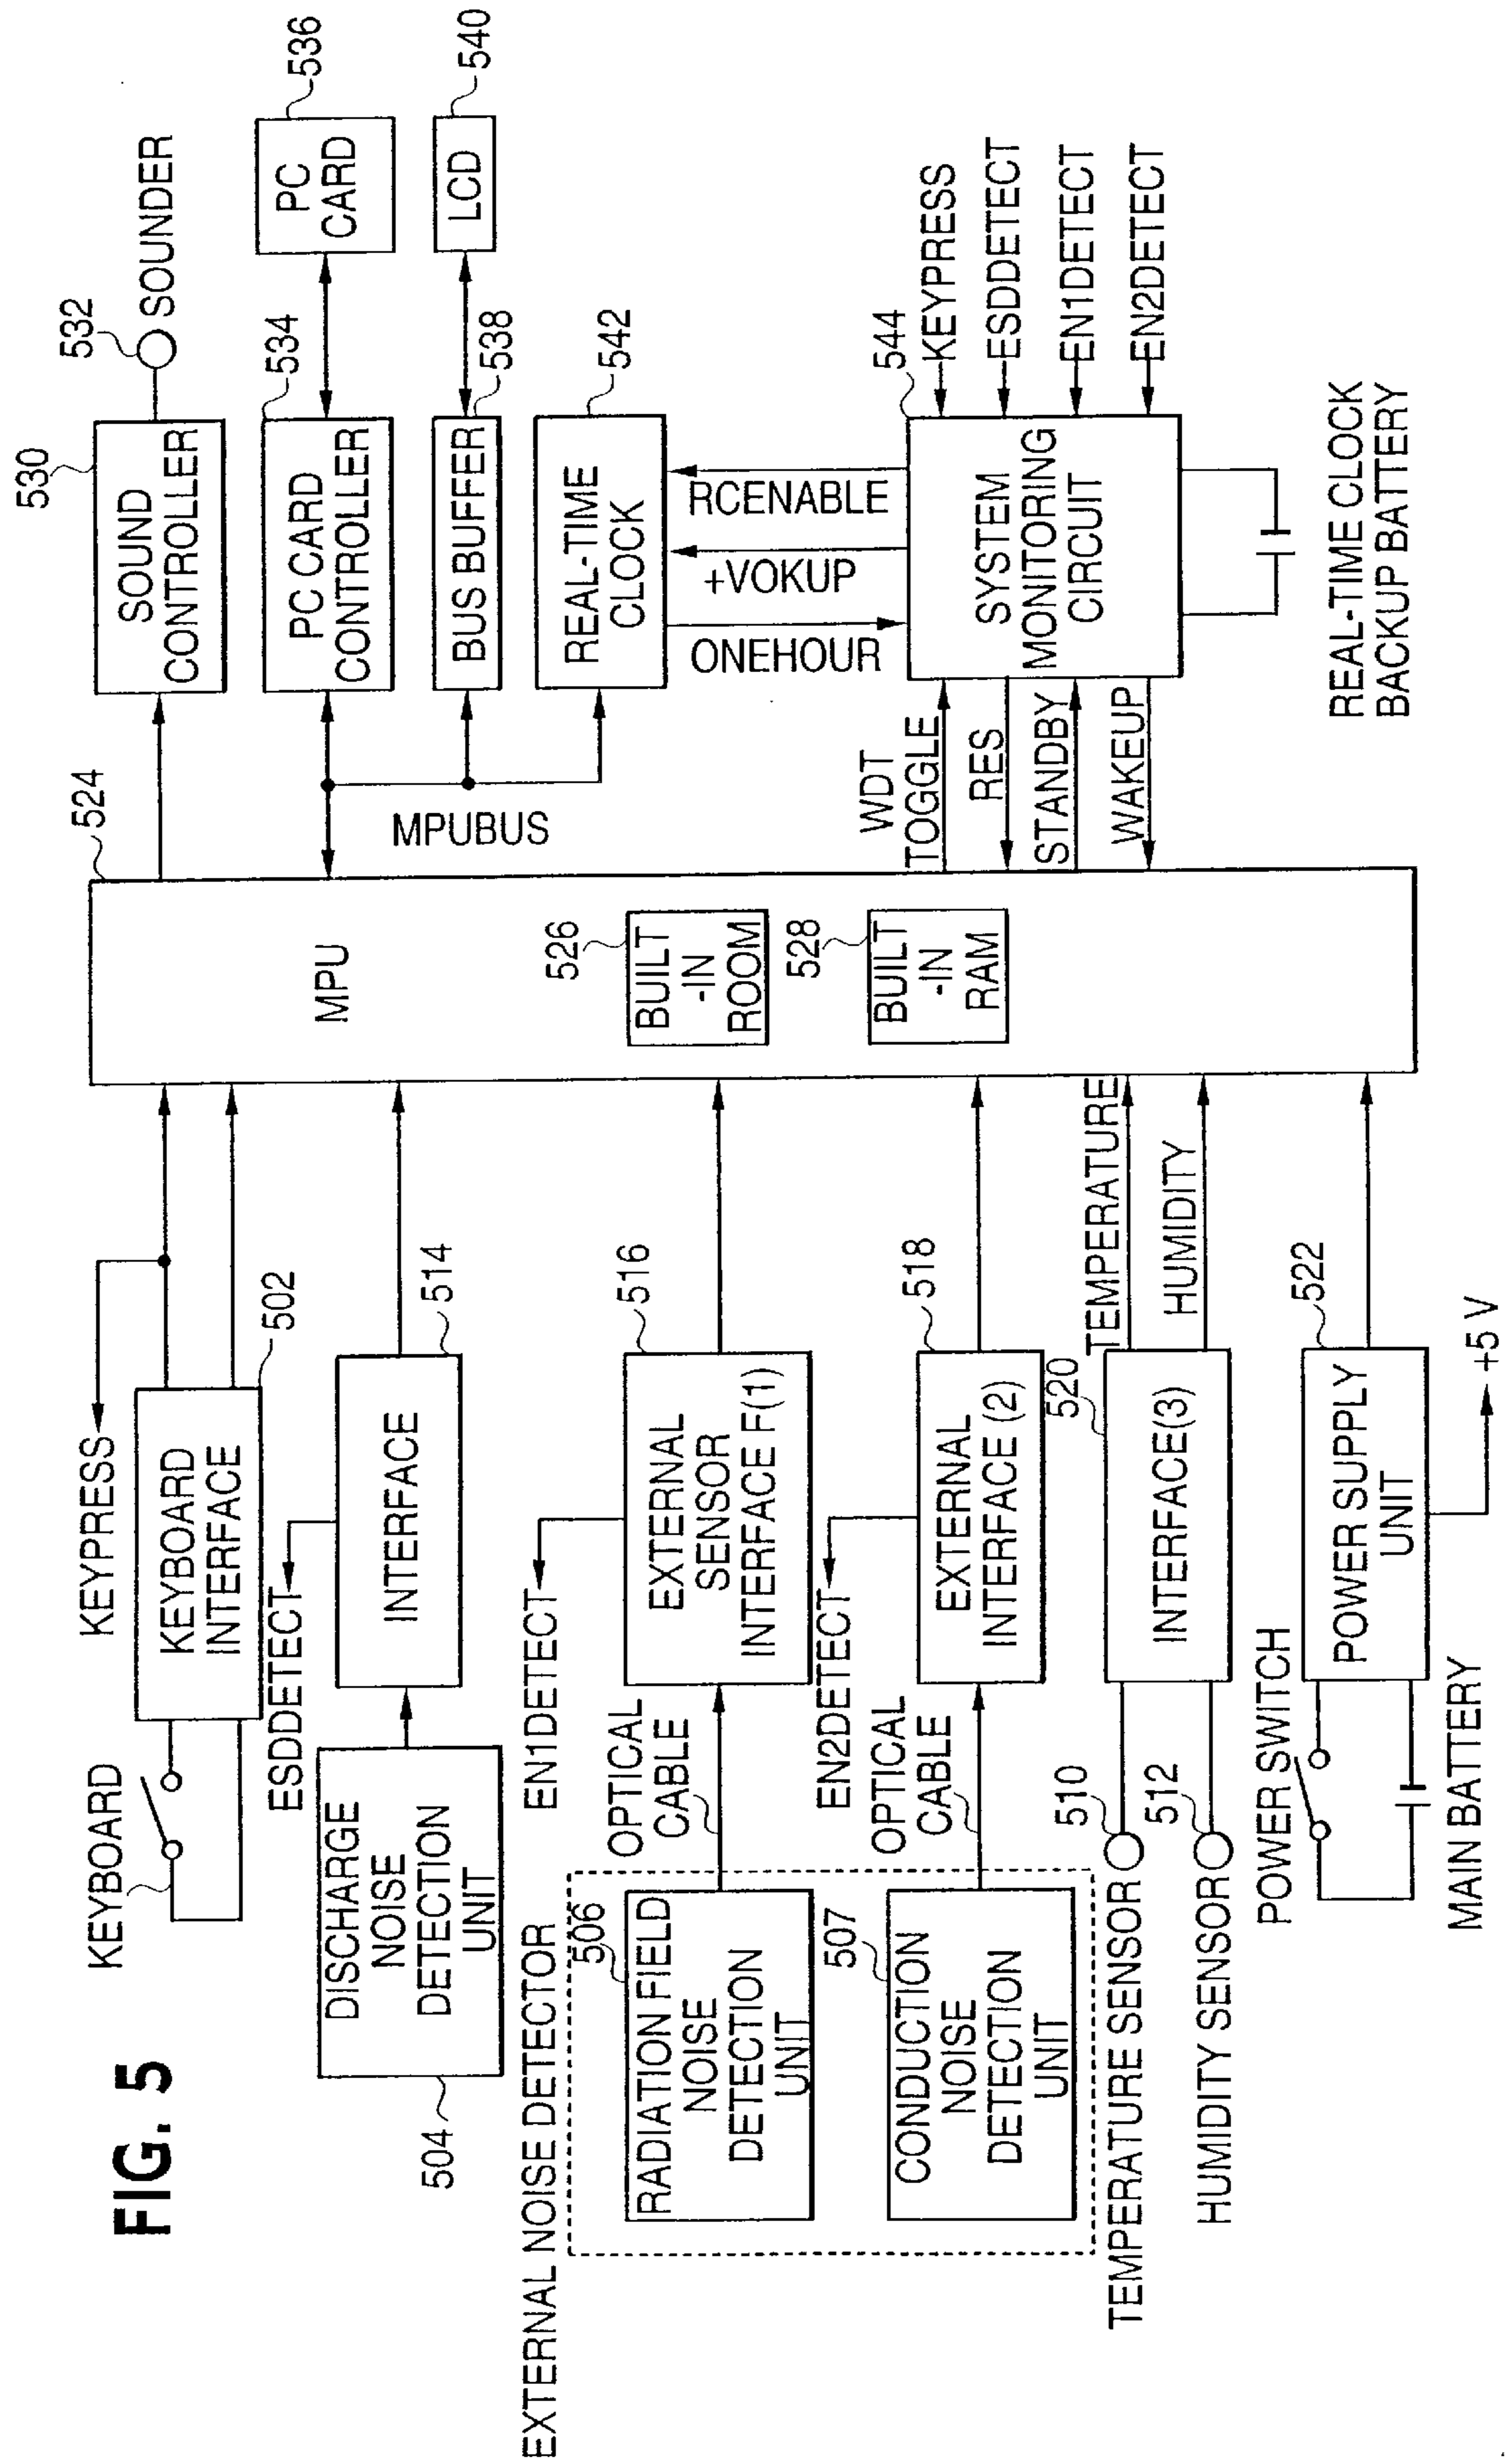 FIG. 5
KEYBOARD
KEYPRESS
KEYBOARD
INTERFACE
502
ESDDETECT
DISCHARGE
NOISE
DETECTION
UNIT
504
INTERFACE
514
EXTERNAL NOISE DETECTOR
EN1DETECT
RADIATION FIELD
NOISE
DETECTION
UNIT
506
OPTICAL
CABLE
EXTERNAL
SENSOR
INTERFACE F(1)
516
EN2DETECT
CONDUCTION
NOISE
DETECTION
UNIT
507
OPTICAL
CABLE
EXTERNAL
INTERFACE (2)
518
TEMPERATURE SENSOR
510
HUMIDITY SENSOR
512
INTERFACE(3)
520
TEMPERATURE
HUMIDITY
POWER SWITCH
MAIN BATTERY
POWER SUPPLY
UNIT
522
+5 V
MPU
524
BUILT
-IN
ROOM
526
BUILT
-IN
RAM
528
MPUBUS
SOUND
CONTROLLER
530
532
SOUNDER
PC CARD
CONTROLLER
534
PC
CARD
536
BUS BUFFER
538
LCD
540
REAL-TIME
CLOCK
542
RCENABLE
+VOKUP
ONEHOUR
WDT
TOGGLE
RES
STANDBY
WAKEUP
SYSTEM
MONITORING
CIRCUIT
544
KEYPRESS
ESDDETECT
EN1DETECT
EN2DETECT
REAL-TIME CLOCK
BACKUP BATTERY